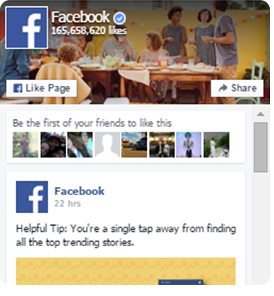 Facebook
165,658,620 likes
Like Page
Share
Be the first of your friends to like this
Facebook
22 hrs
Helpful Tip: You're a single tap away from finding
all the top trending stories.